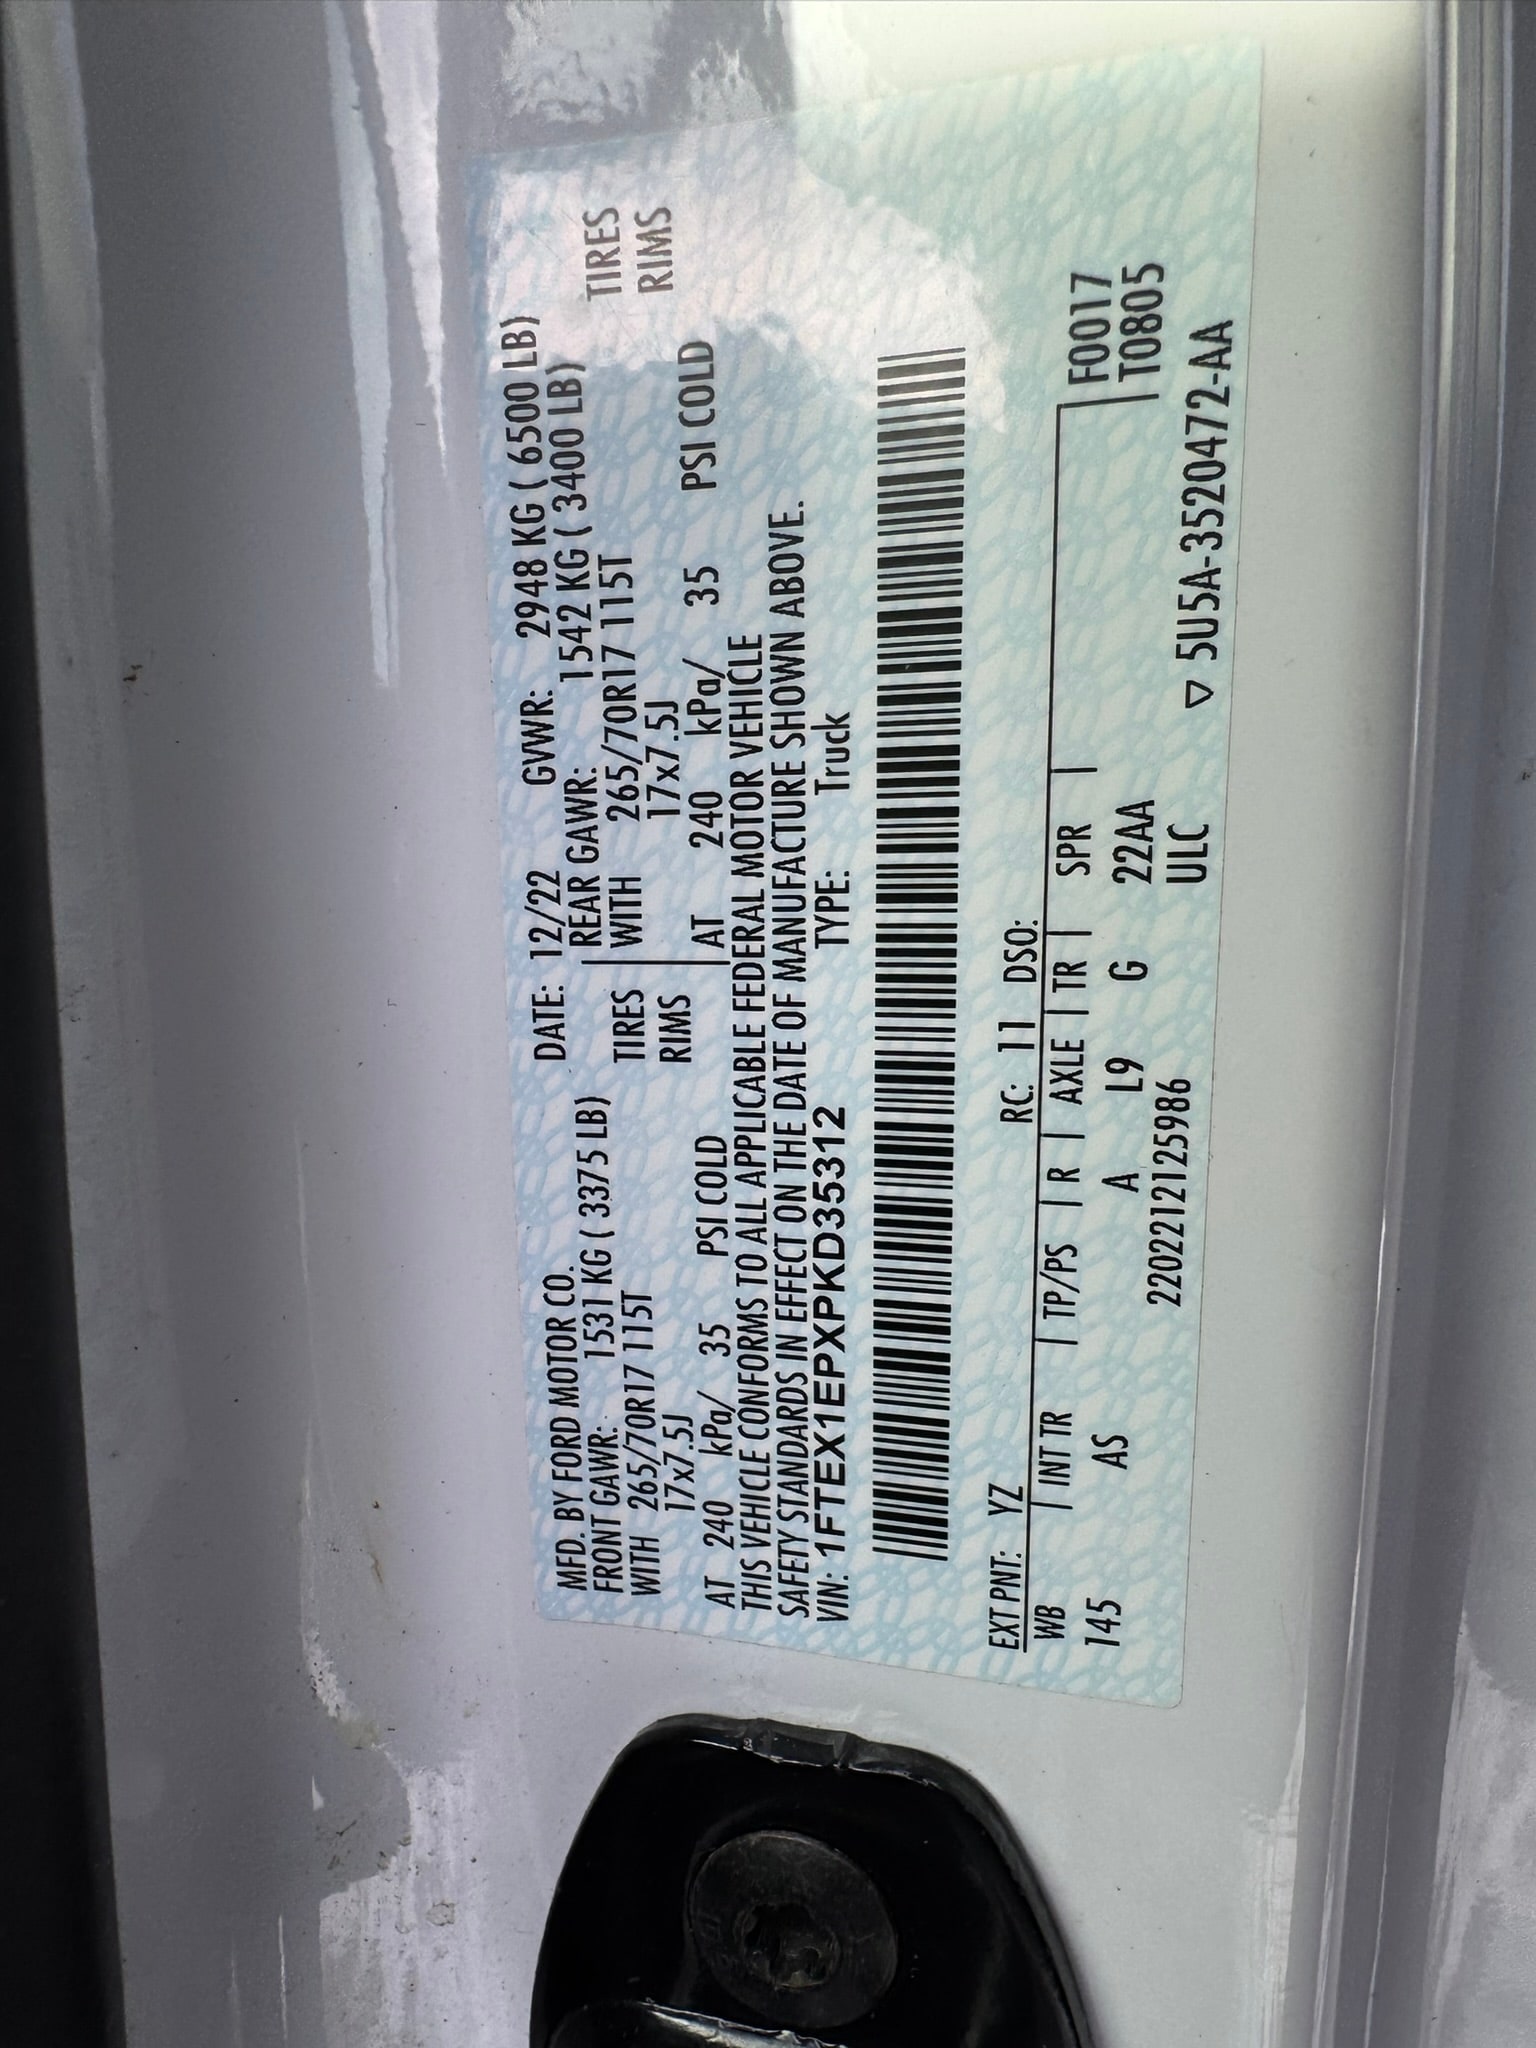 MFD. BY FORD MOTOR CO. DATE: 12/22 GVWR: 2948 KG ( 6500 LB)
FRONT GAWR: 1531 KG ( 3375 LB) REAR GAWR: 1542 KG ( 3400 LB)
WITH 265/70R17 115T TIRES WITH 265/70R17 115T TIRES
17x7.5J RIMS 17x7.5J RIMS
AT 240 kPa/ 35 PSI COLD AT 240 kPa/ 35 PSI COLD
THIS VEHICLE CONFORMS TO ALL APPLICABLE FEDERAL MOTOR VEHICLE
SAFETY STANDARDS IN EFFECT ON THE DATE OF MANUFACTURE SHOWN ABOVE.
VIN: 1FTEX1EPXPKD35312 TYPE: Truck
EXT PNT: YZ RC: 11 DSO:
WB | INT TR | TP/PS | R | AXLE | TR | SPR | F0017
145 AS A L9 G 22AA T0805
2202212125986 ULC ▽ 5U5A-3520472-AA